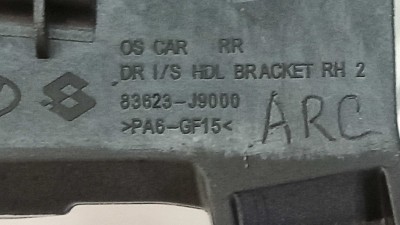 OS CAR RR
DR I/S HDL BRACKET RH 2
83623-J9000
>PA6-GF15<
ARC